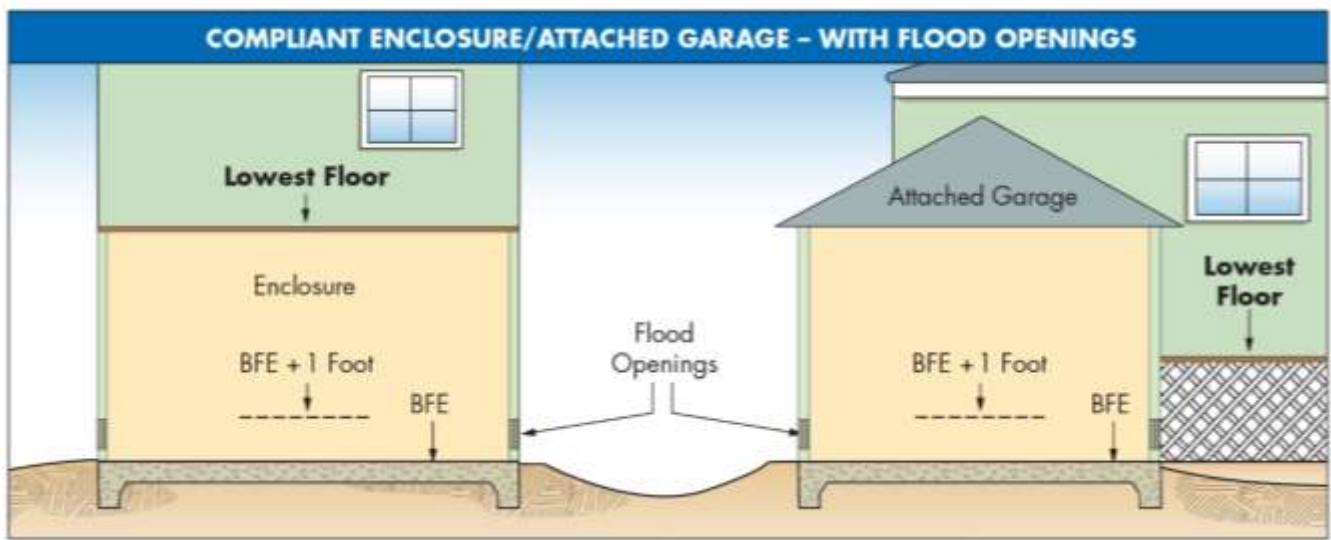 COMPLIANT ENCLOSURE/ATTACHED GARAGE – WITH FLOOD OPENINGS
Lowest Floor
Enclosure
BFE + 1 Foot
BFE
Flood
Openings
Attached Garage
BFE + 1 Foot
BFE
Lowest
Floor